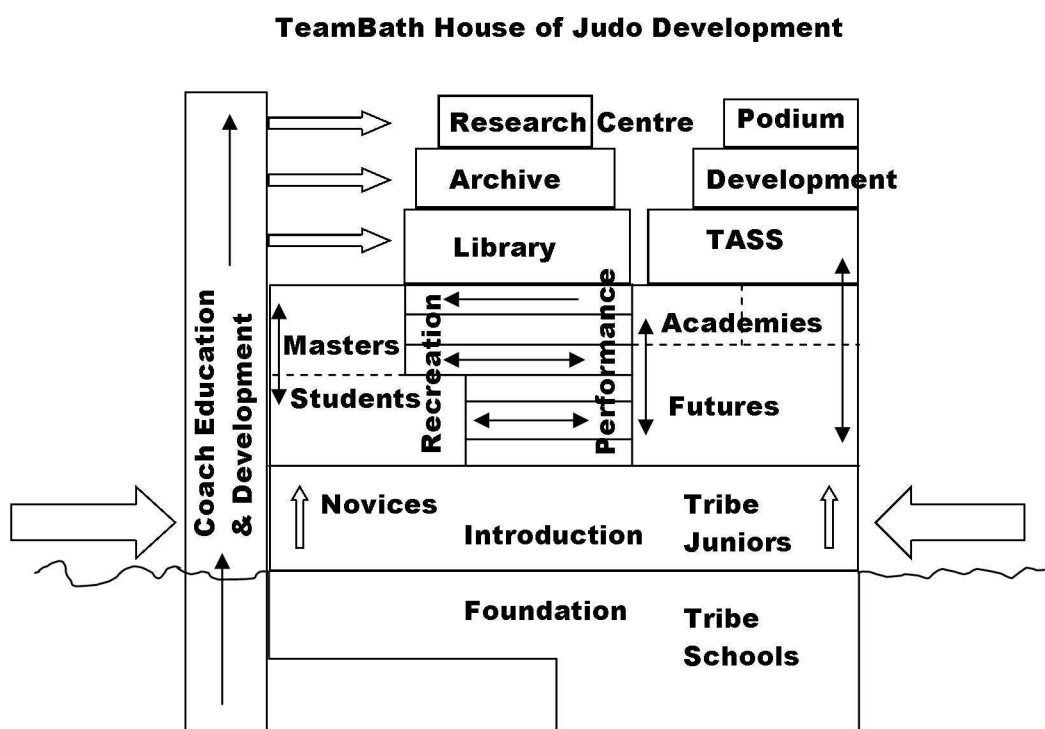 TeamBath House of Judo Development
Research Centre
Podium
Archive
Development
Library
TASS
Coach Education
& Development
Masters
Students
Recreation
Performance
Academies
Futures
Novices
Introduction
Tribe
Juniors
Foundation
Tribe
Schools